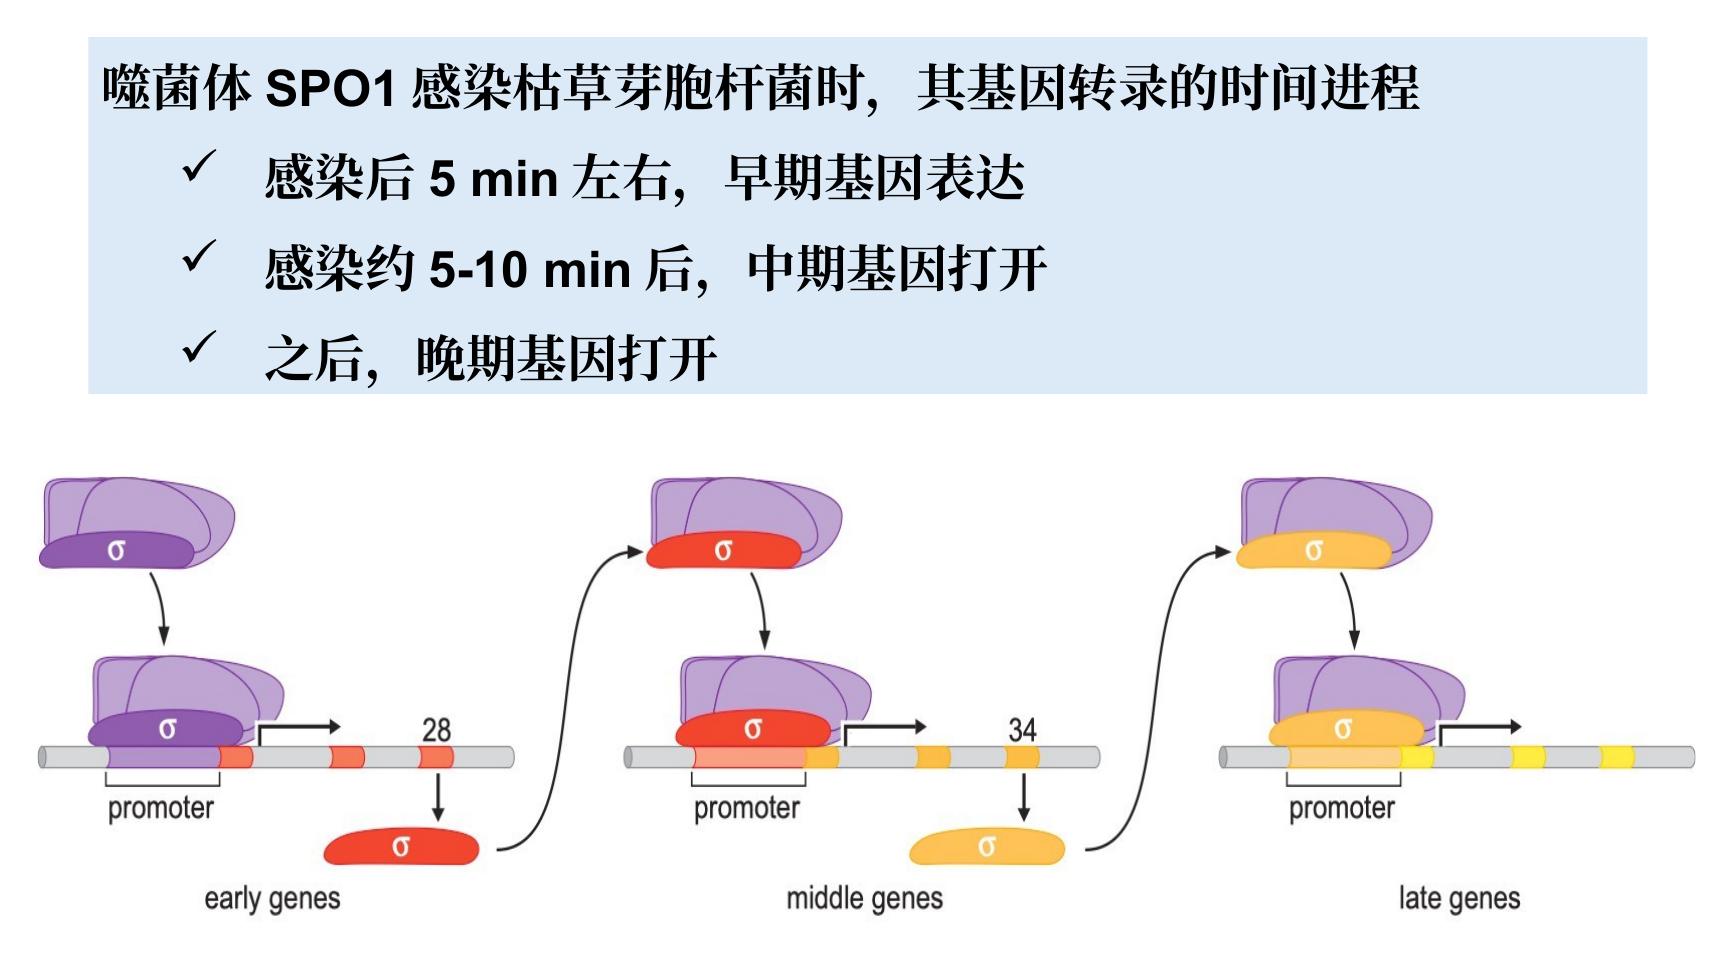 噬菌体 SPO1 感染枯草芽胞杆菌时，其基因转录的时间进程
✓ 感染后 5 min 左右，早期基因表达
✓ 感染约 5-10 min 后，中期基因打开
✓ 之后，晚期基因打开
σ σ σ
σ 28 σ 34 σ
promoter promoter promoter
σ σ
early genes middle genes late genes